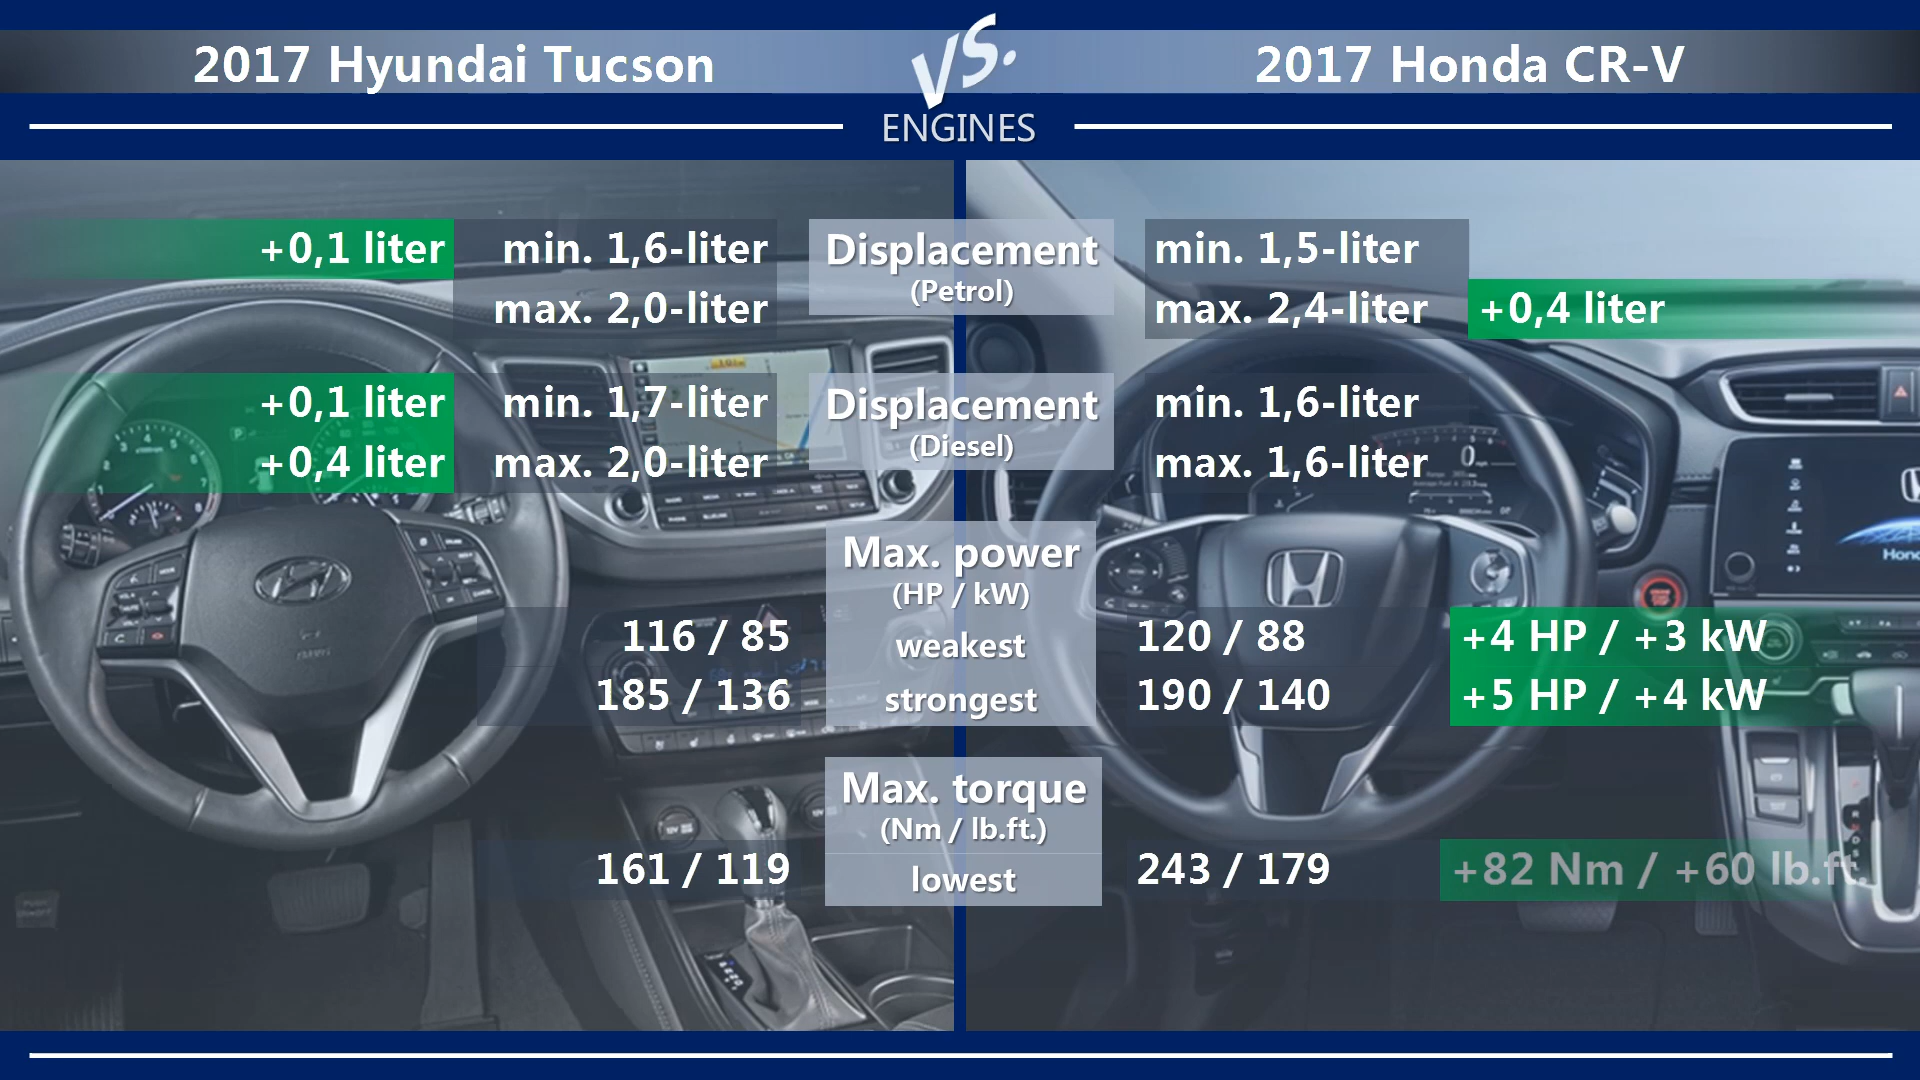 2017 Hyundai Tucson
VS.
2017 Honda CR-V
ENGINES
+0,1 liter
min. 1,6-liter
Displacement
(Petrol)
min. 1,5-liter
max. 2,0-liter
max. 2,4-liter
+0,4 liter
+0,1 liter
min. 1,7-liter
Displacement
(Diesel)
min. 1,6-liter
+0,4 liter
max. 2,0-liter
max. 1,6-liter
Max. power
(HP / kW)
116 / 85
weakest
120 / 88
+4 HP / +3 kW
185 / 136
strongest
190 / 140
+5 HP / +4 kW
Max. torque
(Nm / lb.ft.)
161 / 119
lowest
243 / 179
+82 Nm / +60 lb.ft.